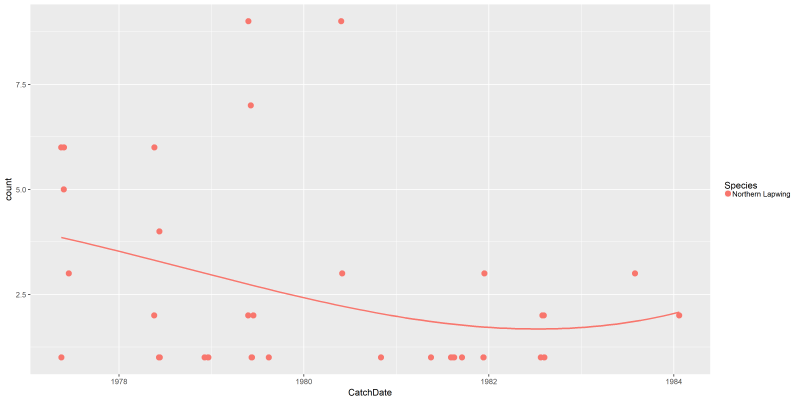 7.5
5.0
2.5
count
1978
1980
1982
1984
CatchDate
Species
Northern Lapwing